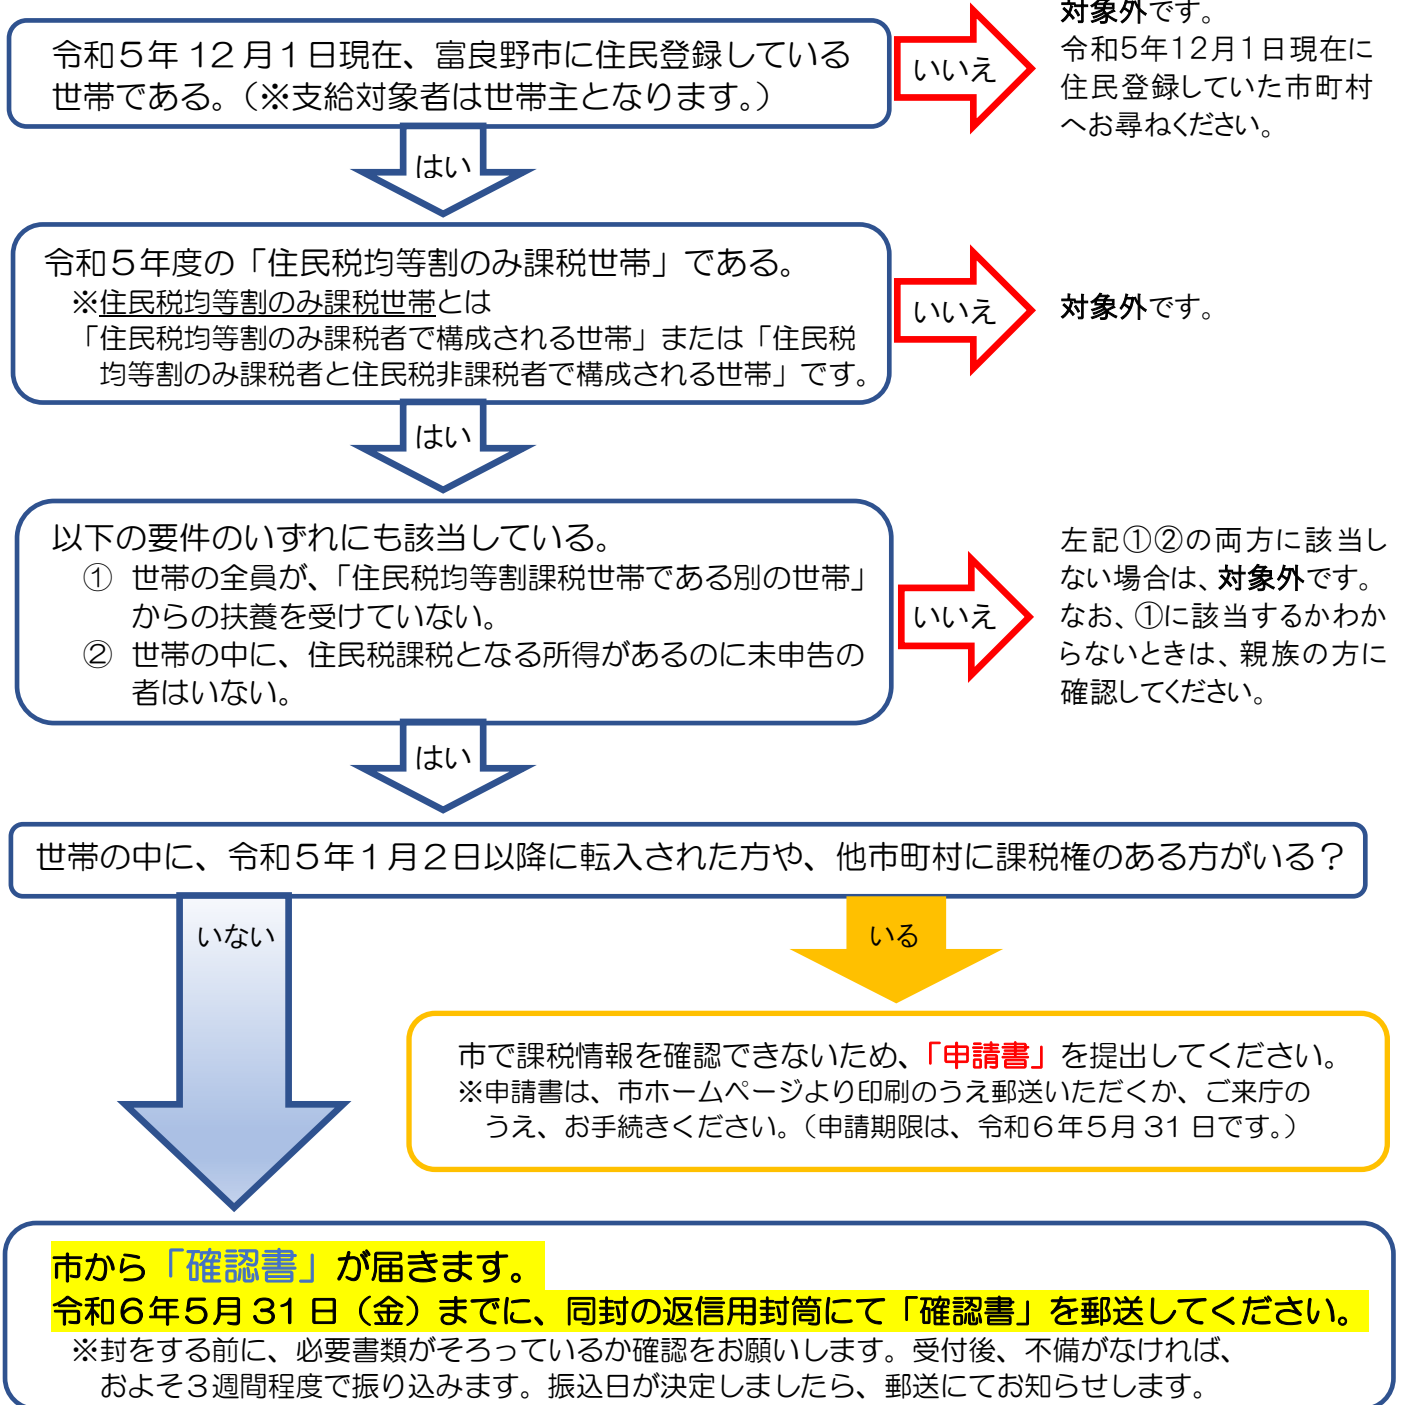 対象外です。
令和5年12月1日現在、富良野市に住民登録している
世帯である。（※支給対象者は世帯主となります。）
いいえ
令和5年12月1日現在に
住民登録していた市町村
へお尋ねください。
はい
令和5年度の「住民税均等割のみ課税世帯」である。
※住民税均等割のみ課税世帯とは
「住民税均等割のみ課税者で構成される世帯」または「住民税
均等割のみ課税者と住民税非課税者で構成される世帯」です。
いいえ
対象外です。
はい
以下の要件のいずれにも該当している。
① 世帯の全員が、「住民税均等割課税世帯である別の世帯」
からの扶養を受けていない。
② 世帯の中に、住民税課税となる所得があるのに未申告の
者はいない。
いいえ
左記①②の両方に該当し
ない場合は、対象外です。
なお、①に該当するかわか
らないときは、親族の方に
確認してください。
はい
世帯の中に、令和5年1月2日以降に転入された方や、他市町村に課税権のある方がいる？
いない
いる
市で課税情報を確認できないため、「申請書」を提出してください。
※申請書は、市ホームページより印刷のうえ郵送いただくか、ご来庁の
うえ、お手続きください。（申請期限は、令和6年5月31日です。）
市から「確認書」が届きます。
令和6年5月31日（金）までに、同封の返信用封筒にて「確認書」を郵送してください。
※封をする前に、必要書類がそろっているか確認をお願いします。受付後、不備がなければ、
およそ3週間程度で振り込みます。振込日が決定しましたら、郵送にてお知らせします。